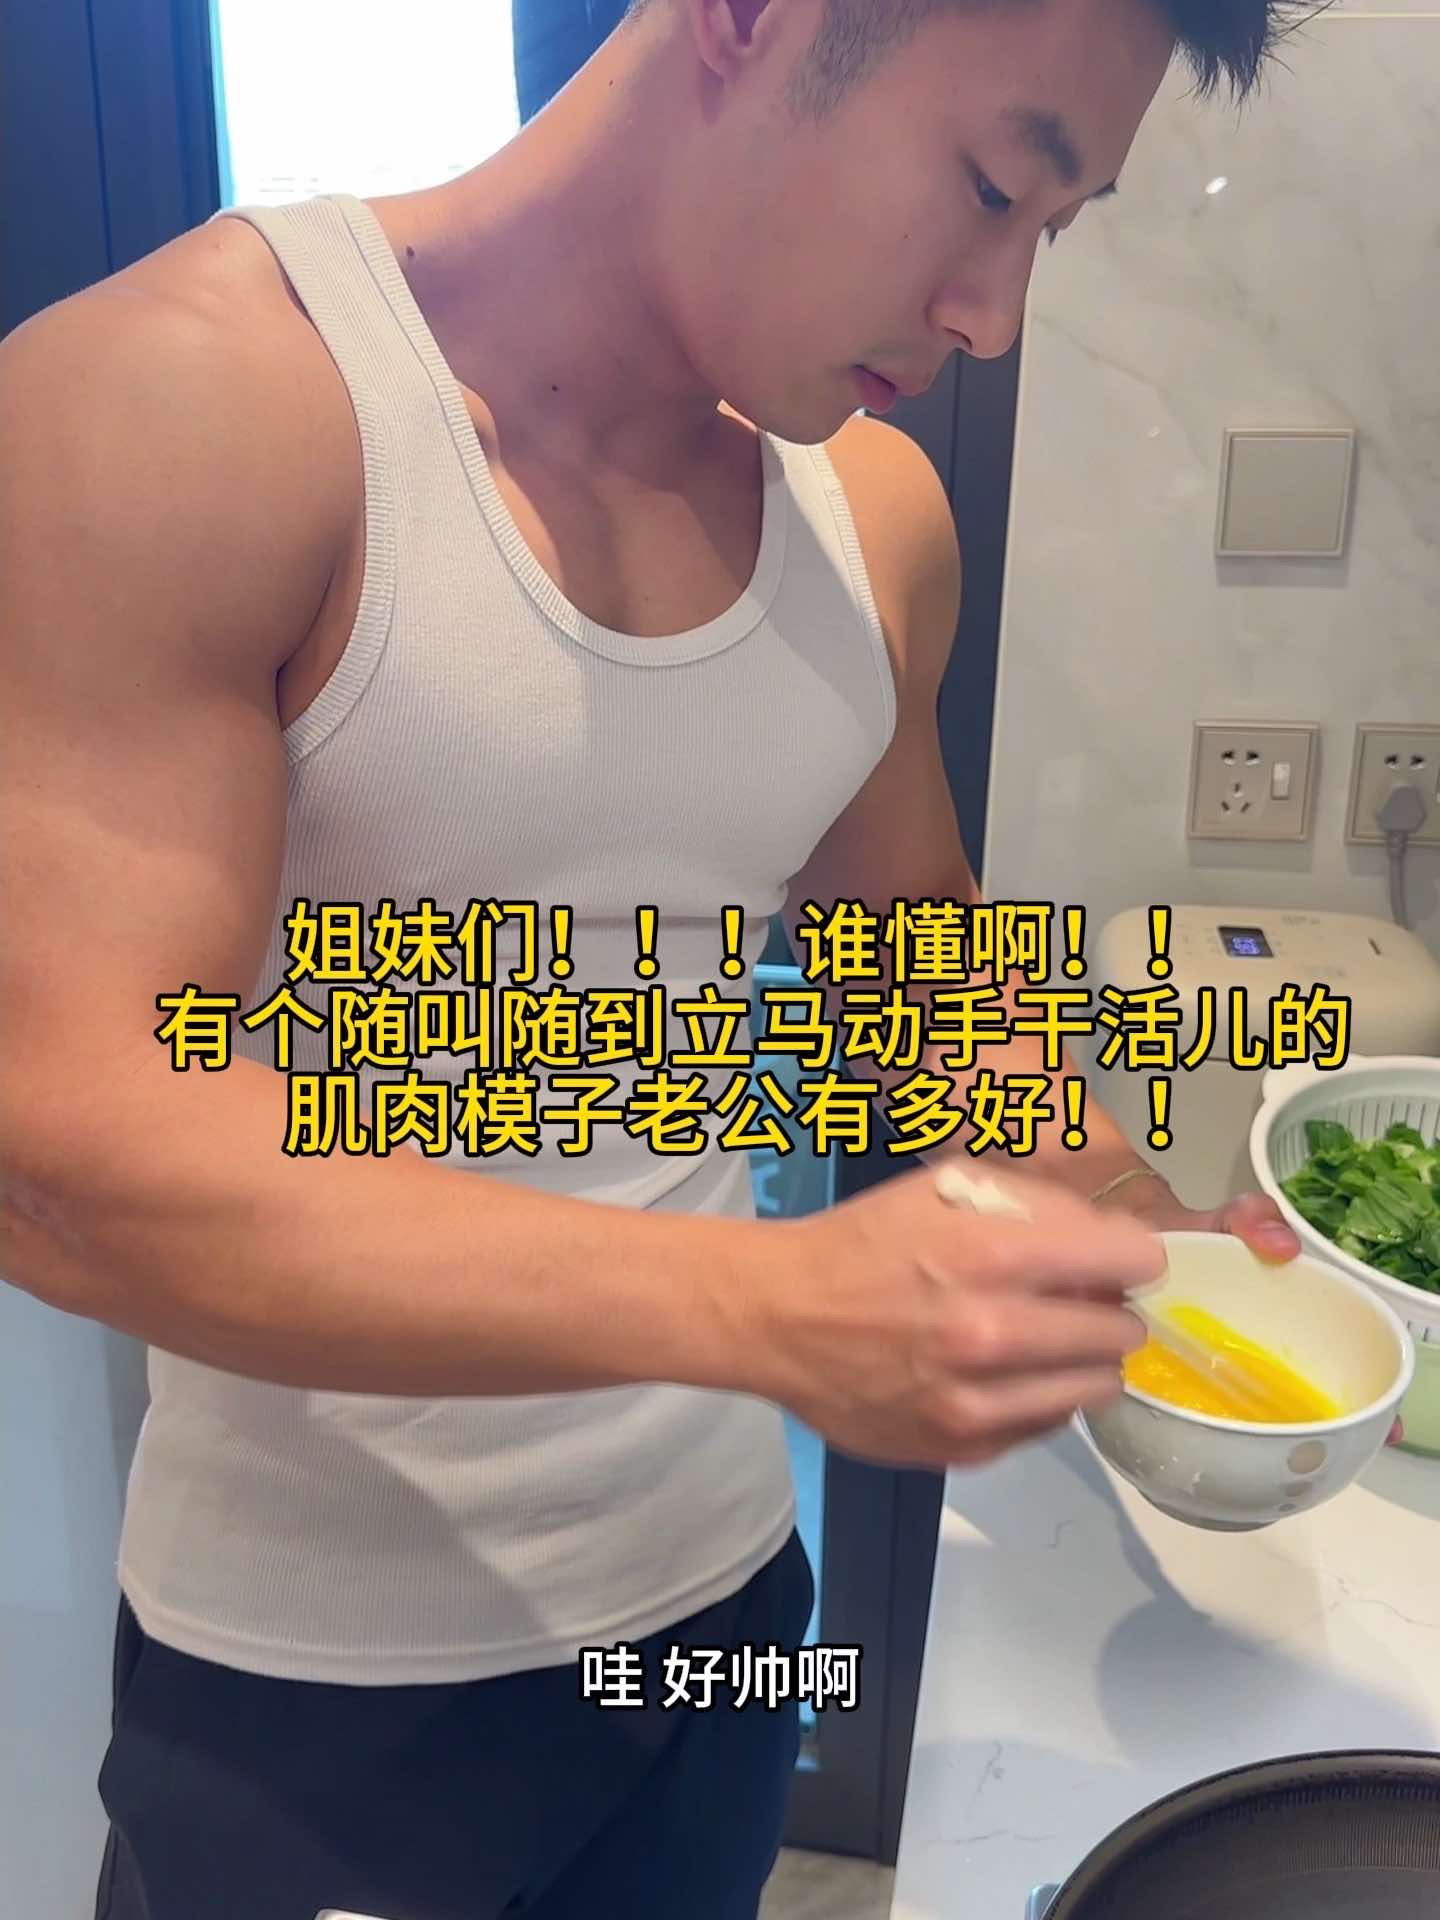 姐妹们！！！谁懂啊！！
有个随叫随到立马动手干活儿的
肌肉模子老公有多好！！
哇 好帅啊